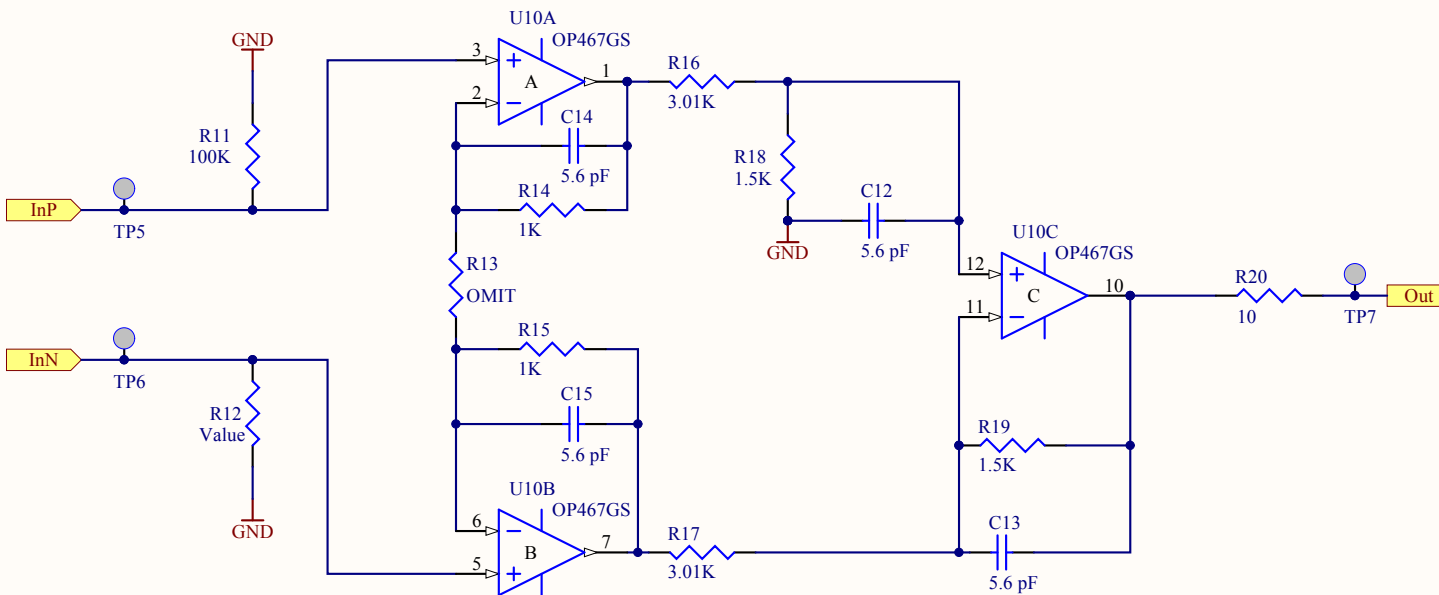 U10A
OP467GS
GND
3
A
1
2
R16
3.01K
C14
5.6 pF
R11
100K
R18
1.5K
InP
TP5
R14
1K
C12
5.6 pF
GND
U10C
OP467GS
R13
OMIT
12
C
10
11
R20
10
TP7
Out
InN
TP6
R15
1K
C15
5.6 pF
R12
Value
R19
1.5K
U10B
OP467GS
GND
6
B
7
5
R17
3.01K
C13
5.6 pF